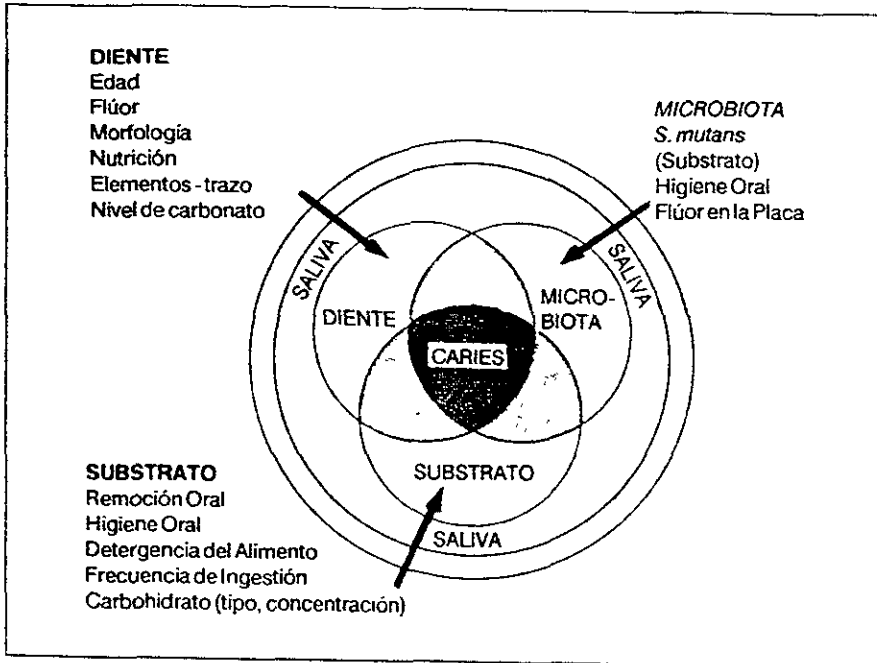 DIENTE
Edad
Flúor
Morfología
Nutrición
Elementos - trazo
Nivel de carbonato
MICROBIOTA
S. mutans
(Substrato)
Higiene Oral
Flúor en la Placa
SALIVA
SALIVA
DIENTE
MICRO-
BIOTA
CARIES
SUBSTRATO
SALIVA
SUBSTRATO
Remoción Oral
Higiene Oral
Detergencia del Alimento
Frecuencia de Ingestión
Carbohidrato (tipo, concentración)